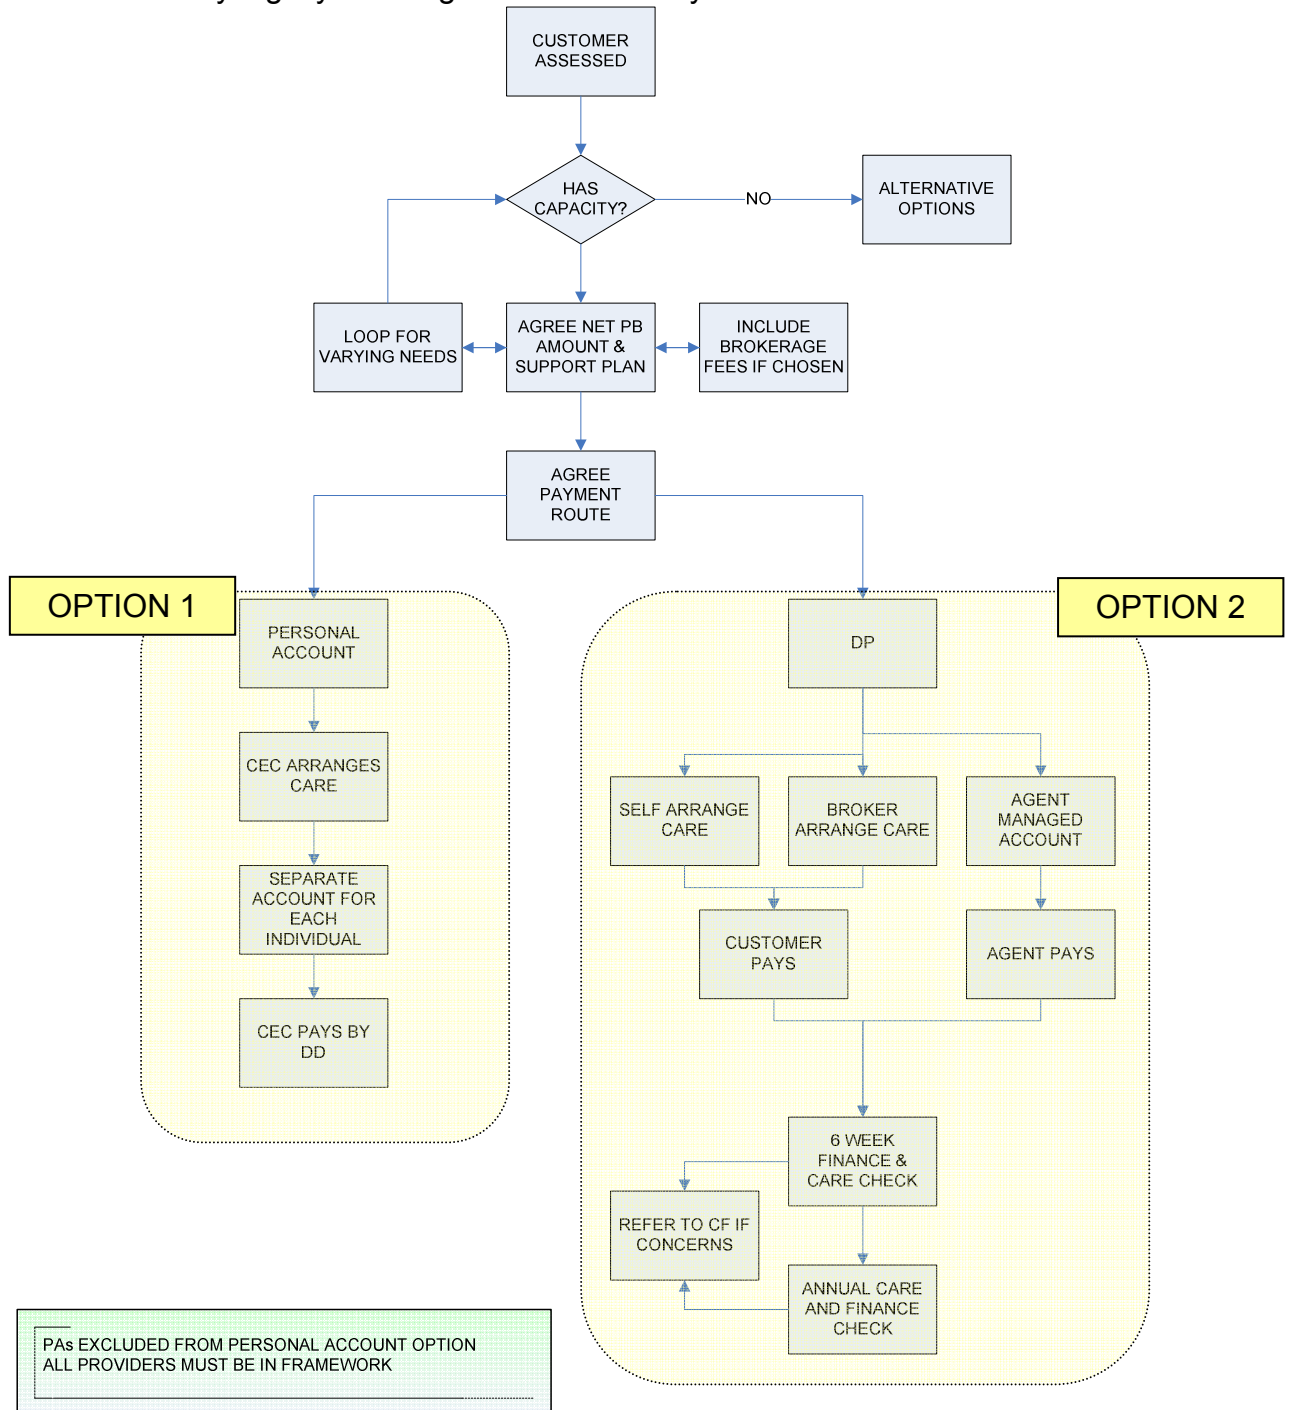 CUSTOMER
ASSESSED
HAS
CAPACITY?
NO
ALTERNATIVE
OPTIONS
LOOP FOR
VARYING NEEDS
AGREE NET PB
AMOUNT &
SUPPORT PLAN
INCLUDE
BROKERAGE
FEES IF CHOSEN
AGREE
PAYMENT
ROUTE
OPTION 1
PERSONAL
ACCOUNT
CEC ARRANGES
CARE
SEPARATE
ACCOUNT FOR
EACH
INDIVIDUAL
CEC PAYS BY
DD
OPTION 2
DP
SELF ARRANGE
CARE
BROKER
ARRANGE CARE
AGENT
MANAGED
ACCOUNT
CUSTOMER
PAYS
AGENT PAYS
6 WEEK
FINANCE &
CARE CHECK
REFER TO CF IF
CONCERNS
ANNUAL CARE
AND FINANCE
CHECK
PAs EXCLUDED FROM PERSONAL ACCOUNT OPTION
ALL PROVIDERS MUST BE IN FRAMEWORK